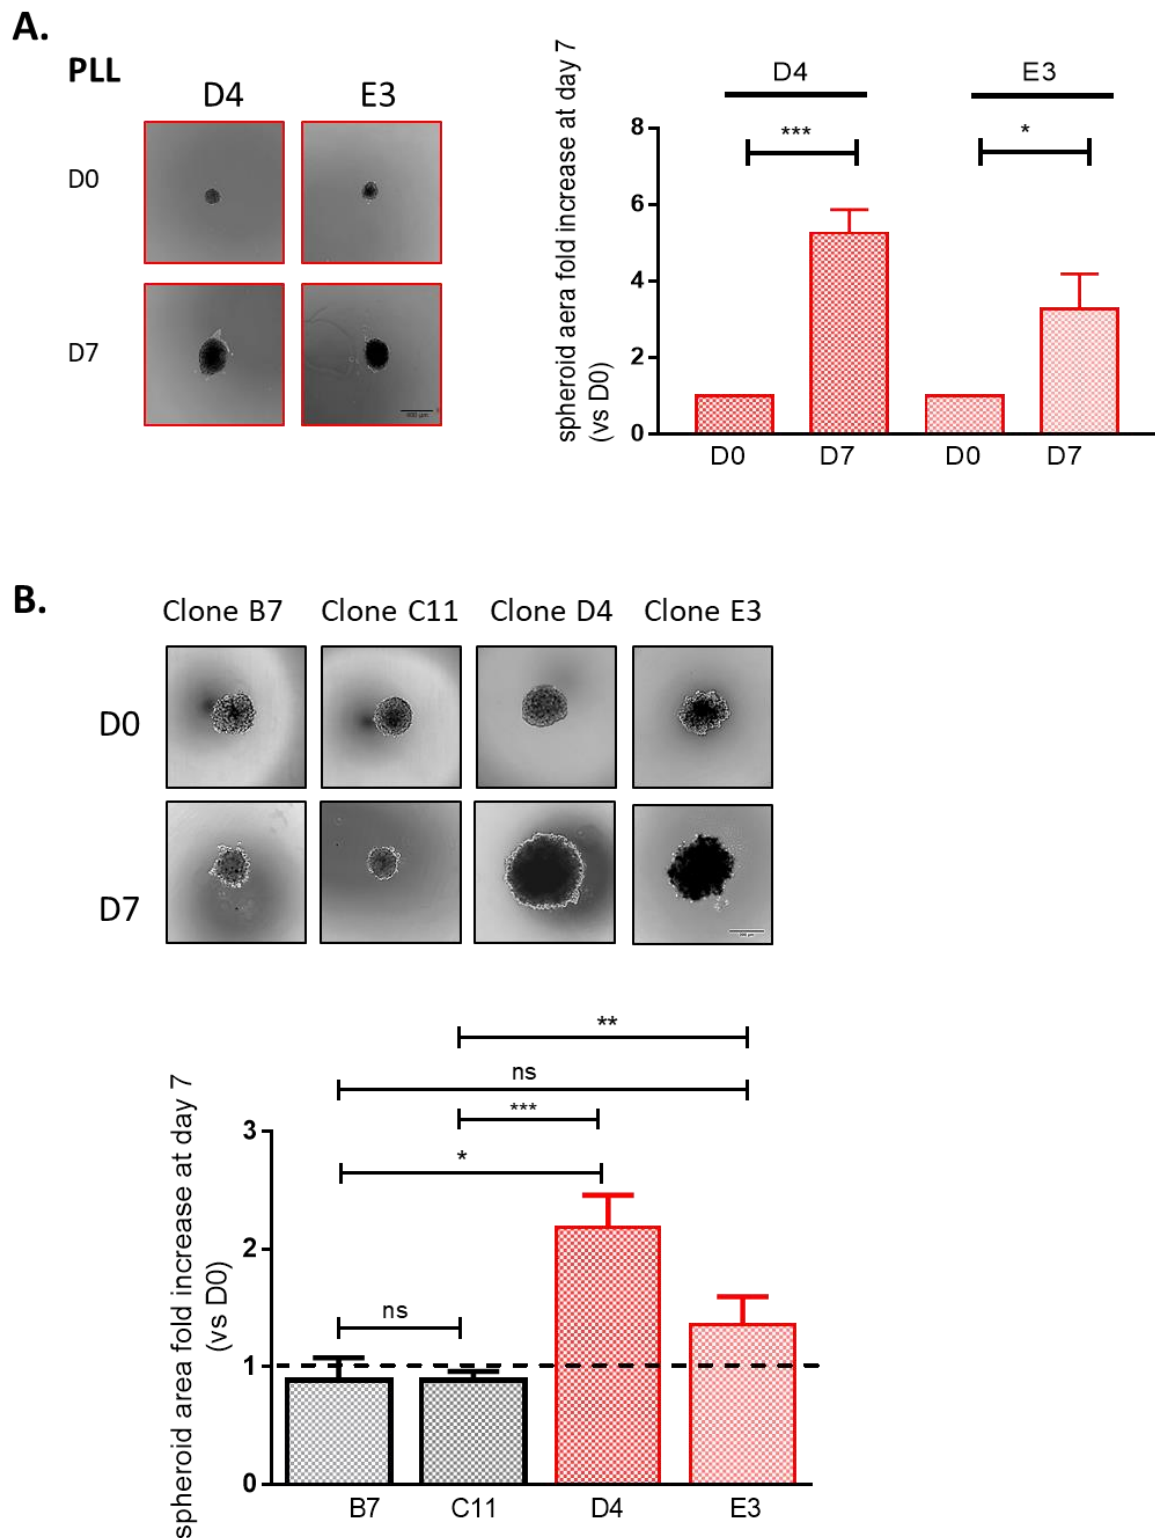 A.
PLL
D4 E3
D0
D7
spheroid aera fold increase at day 7
(vs D0)
D4 E3
*** *
8
6
4
2
0
D0 D7 D0 D7
B.
Clone B7 Clone C11 Clone D4 Clone E3
D0
D7
spheroid area fold increase at day 7
(vs D0)
**
ns
***
*
ns
3
2
1
0
B7 C11 D4 E3